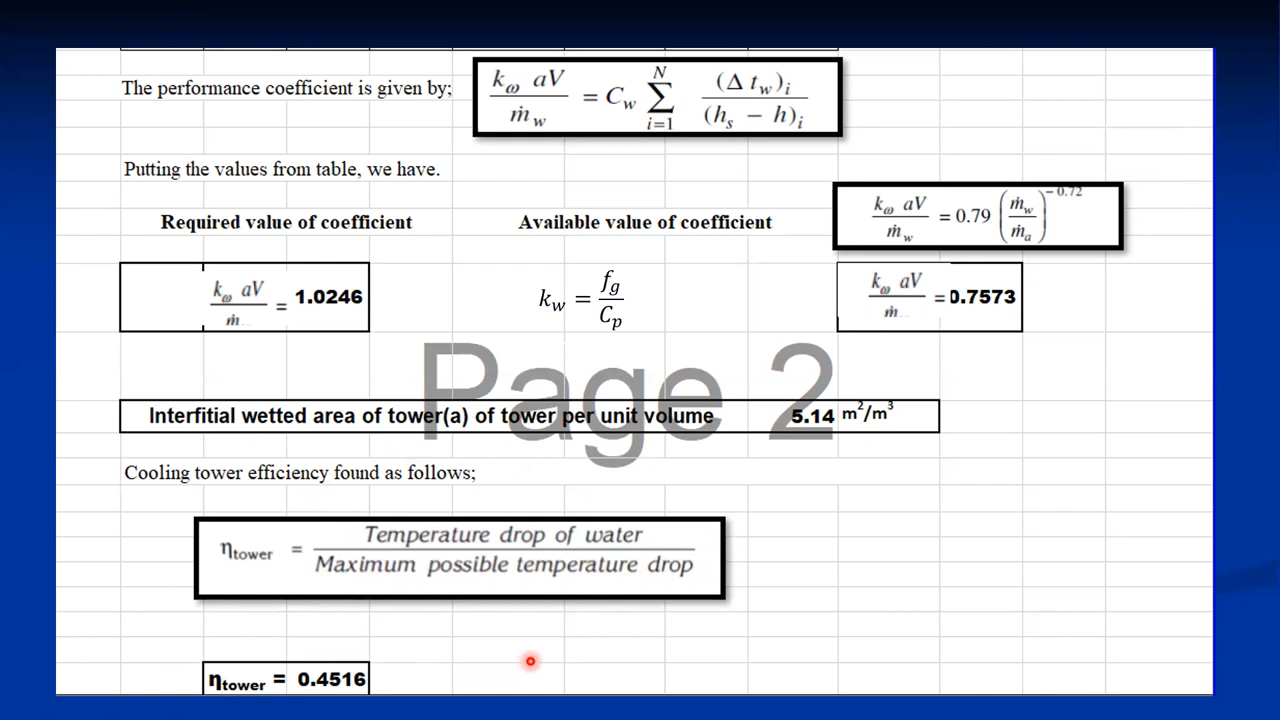 The performance coefficient is given by;
k_ω aV / ṁ_w = C_w ∑_{i=1}^{N} (Δ t_w)_i / (h_s − h)_i
Putting the values from table, we have.
k_ω aV / ṁ_w = 0.79 (ṁ_w / ṁ_a)^{− 0.72}
Required value of coefficient
Available value of coefficient
k_ω aV / ṁ = 1.0246
k_w = f_g / C_p
k_ω aV / ṁ = 0.7573
Page 2
Interfitial wetted area of tower(a) of tower per unit volume 5.14 m²/m³
Cooling tower efficiency found as follows;
η_tower = Temperature drop of water / Maximum possible temperature drop
η_tower = 0.4516